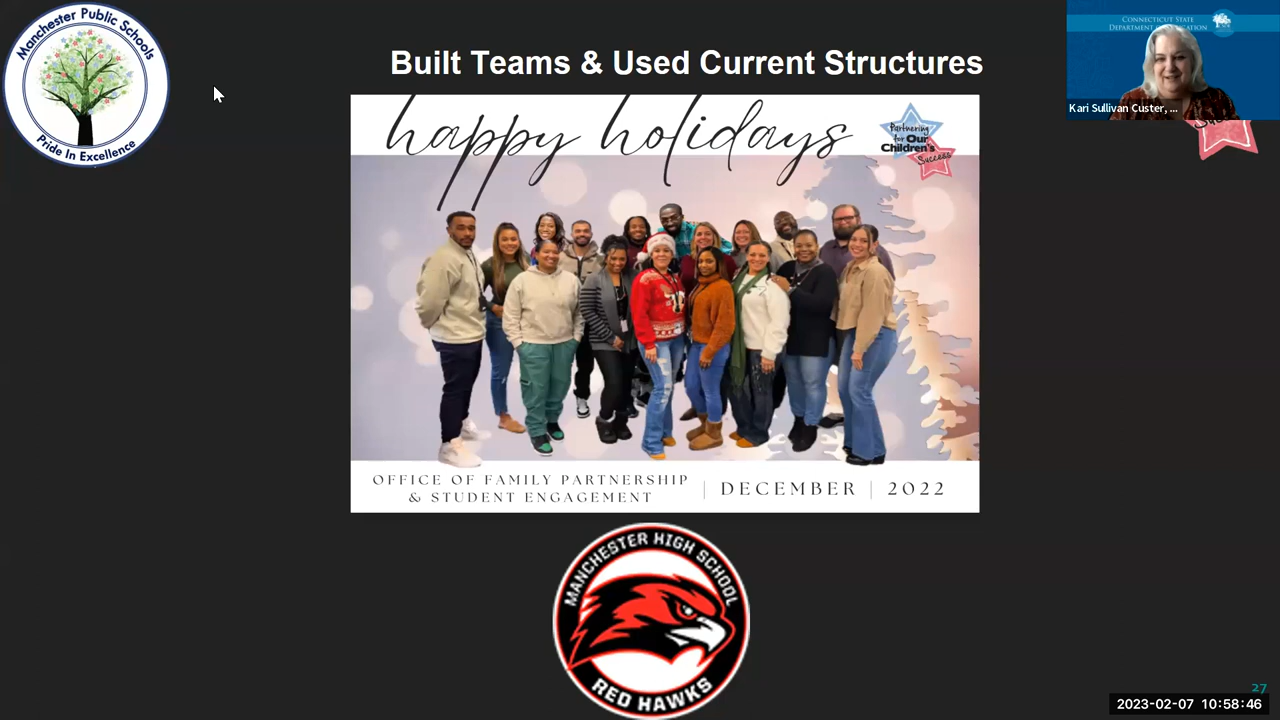 Manchester Public Schools
Pride In Excellence
Built Teams & Used Current Structures
CONNECTICUT STATE
DEPARTMENT OF EDUCATION
Kari Sullivan Custer, ...
happy holidays
Partnering
for Our
Children's
Success
OFFICE OF FAMILY PARTNERSHIP
& STUDENT ENGAGEMENT
| DECEMBER | 2022
MANCHESTER HIGH SCHOOL
RED HAWKS
27
2023-02-07 10:58:46